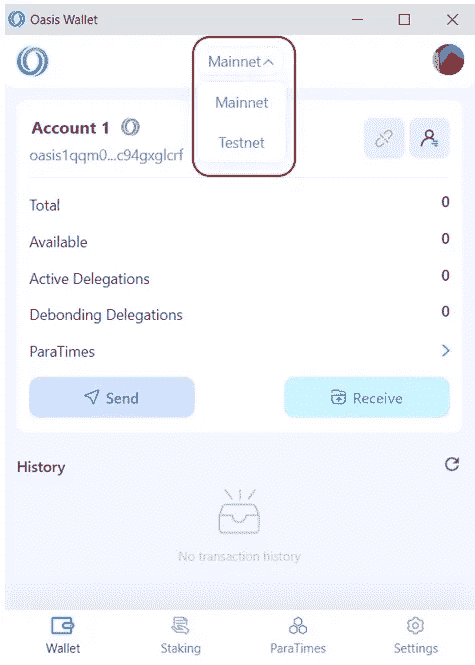 Oasis Wallet
Mainnet
Mainnet
Testnet
Account 1
oasis1qqm0...c94gxglcrf
Total 0
Available 0
Active Delegations 0
Debonding Delegations 0
ParaTimes
Send Receive
History
No transaction history
Wallet Staking ParaTimes Settings